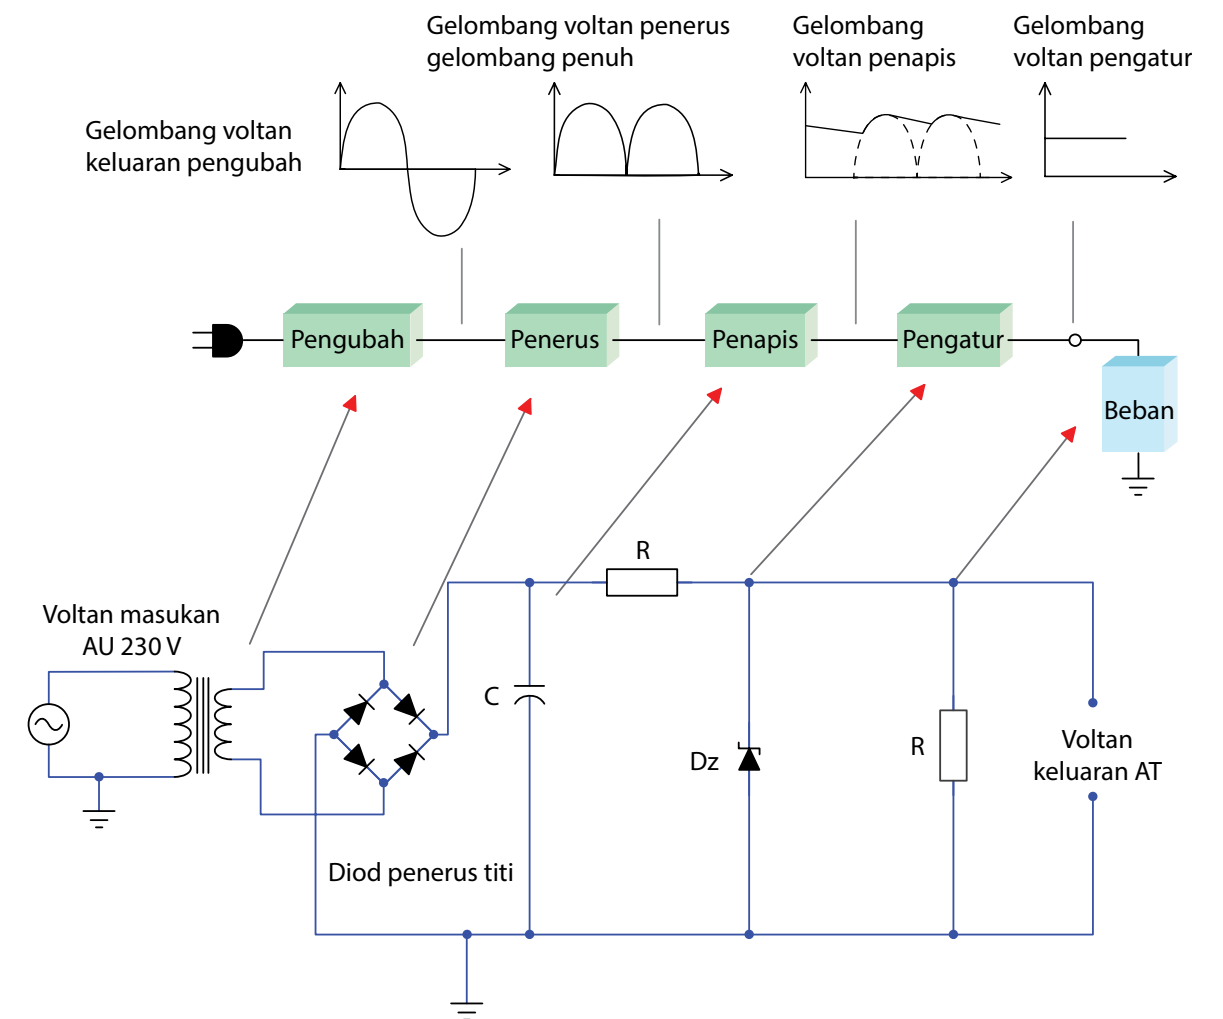 Gelombang voltan penerus
gelombang penuh
Gelombang
voltan penapis
Gelombang
voltan pengatur
Gelombang voltan
keluaran pengubah
Pengubah
Penerus
Penapis
Pengatur
Beban
R
Voltan masukan
AU 230 V
C
Dz
R
Voltan
keluaran AT
Diod penerus titi